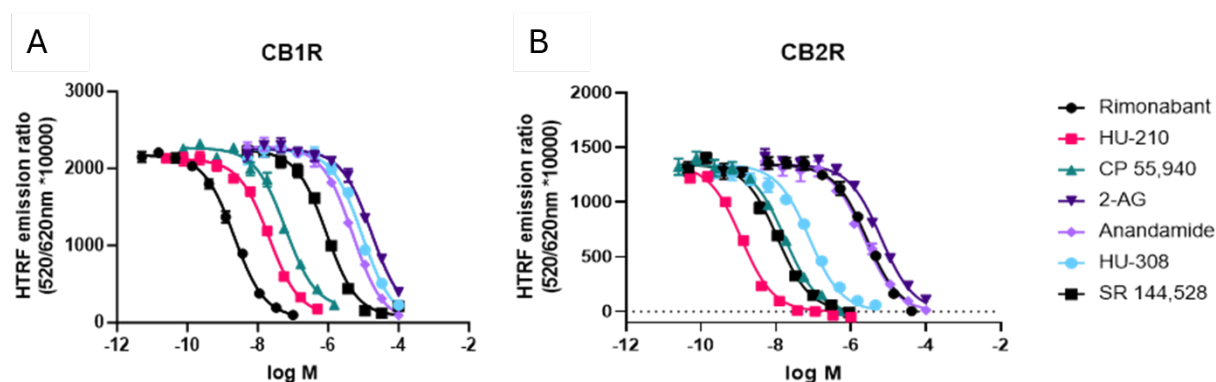 A
CB1R
HTRF emission ratio
(520/620nm *10000)
3000
2000
1000
0
-12
-10
-8
-6
-4
-2
log M
B
CB2R
HTRF emission ratio
(520/620nm *10000)
2000
1500
1000
500
0
-12
-10
-8
-6
-4
-2
log M
Rimonabant
HU-210
CP 55,940
2-AG
Anandamide
HU-308
SR 144,528